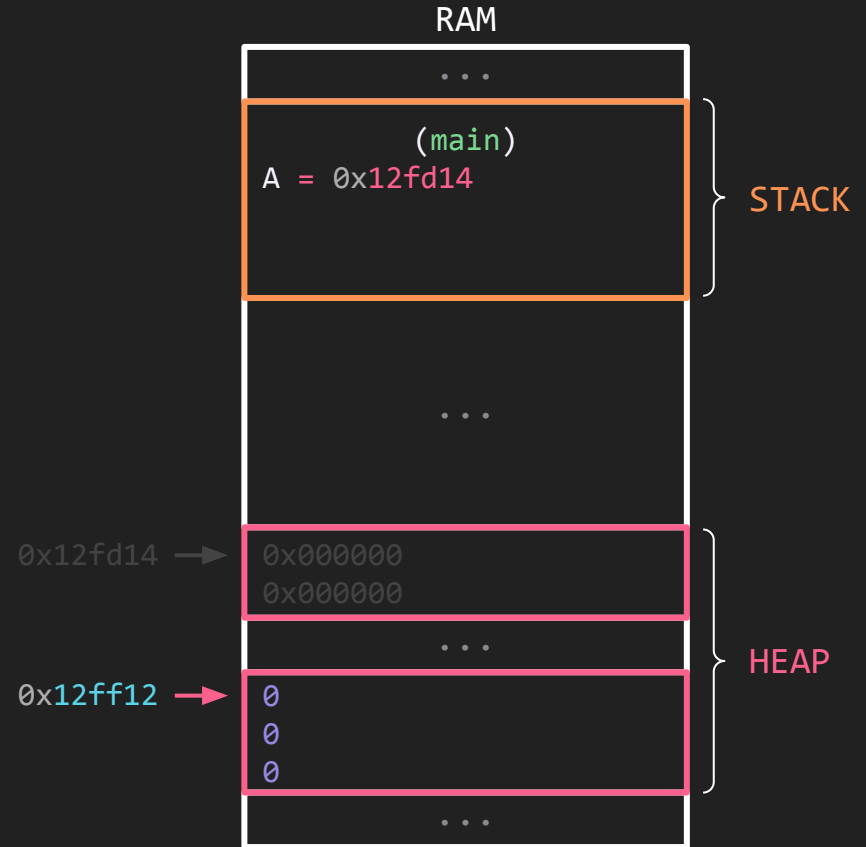 RAM
...
(main)
A = 0x12fd14
STACK
...
0x12fd14
0x000000
0x000000
...
HEAP
0x12ff12
0
0
0
...